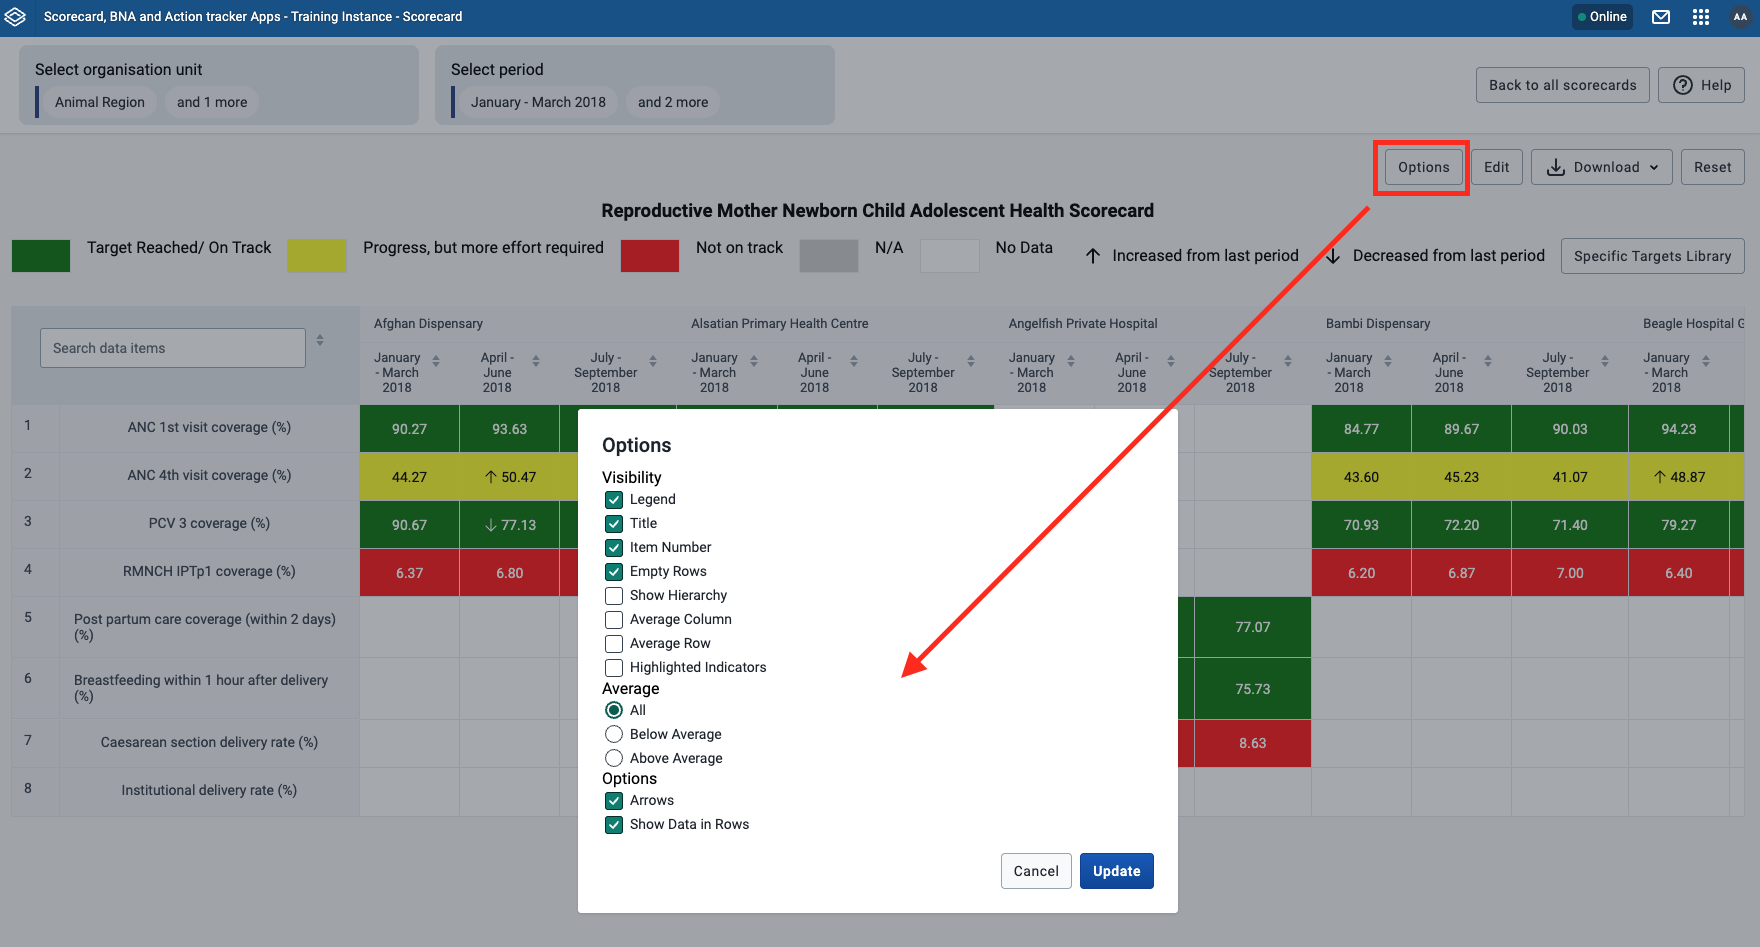 Scorecard, BNA and Action tracker Apps - Training Instance - Scorecard
Online
AA
Select organisation unit
Animal Region and 1 more
Select period
January - March 2018 and 2 more
Back to all scorecards
Help
Options
Edit
Download
Reset
Reproductive Mother Newborn Child Adolescent Health Scorecard
Target Reached/ On Track
Progress, but more effort required
Not on track
N/A
No Data
Increased from last period
Decreased from last period
Specific Targets Library
Search data items
Afghan Dispensary
Alsatian Primary Health Centre
Angelfish Private Hospital
Bambi Dispensary
Beagle Hospital G
January - March 2018
April - June 2018
July - September 2018
January - March 2018
April - June 2018
July - September 2018
January - March 2018
April - June 2018
July - September 2018
January - March 2018
April - June 2018
July - September 2018
January - March 2018
1 ANC 1st visit coverage (%) 90.27 93.63 84.77 89.67 90.03 94.23
2 ANC 4th visit coverage (%) 44.27 ↑ 50.47 43.60 45.23 41.07 ↑ 48.87
3 PCV 3 coverage (%) 90.67 ↓ 77.13 70.93 72.20 71.40 79.27
4 RMNCH IPTp1 coverage (%) 6.37 6.80 6.20 6.87 7.00 6.40
5 Post partum care coverage (within 2 days) (%) 77.07
6 Breastfeeding within 1 hour after delivery (%) 75.73
7 Caesarean section delivery rate (%) 8.63
8 Institutional delivery rate (%)
Options
Visibility
Legend
Title
Item Number
Empty Rows
Show Hierarchy
Average Column
Average Row
Highlighted Indicators
Average
All
Below Average
Above Average
Options
Arrows
Show Data in Rows
Cancel
Update